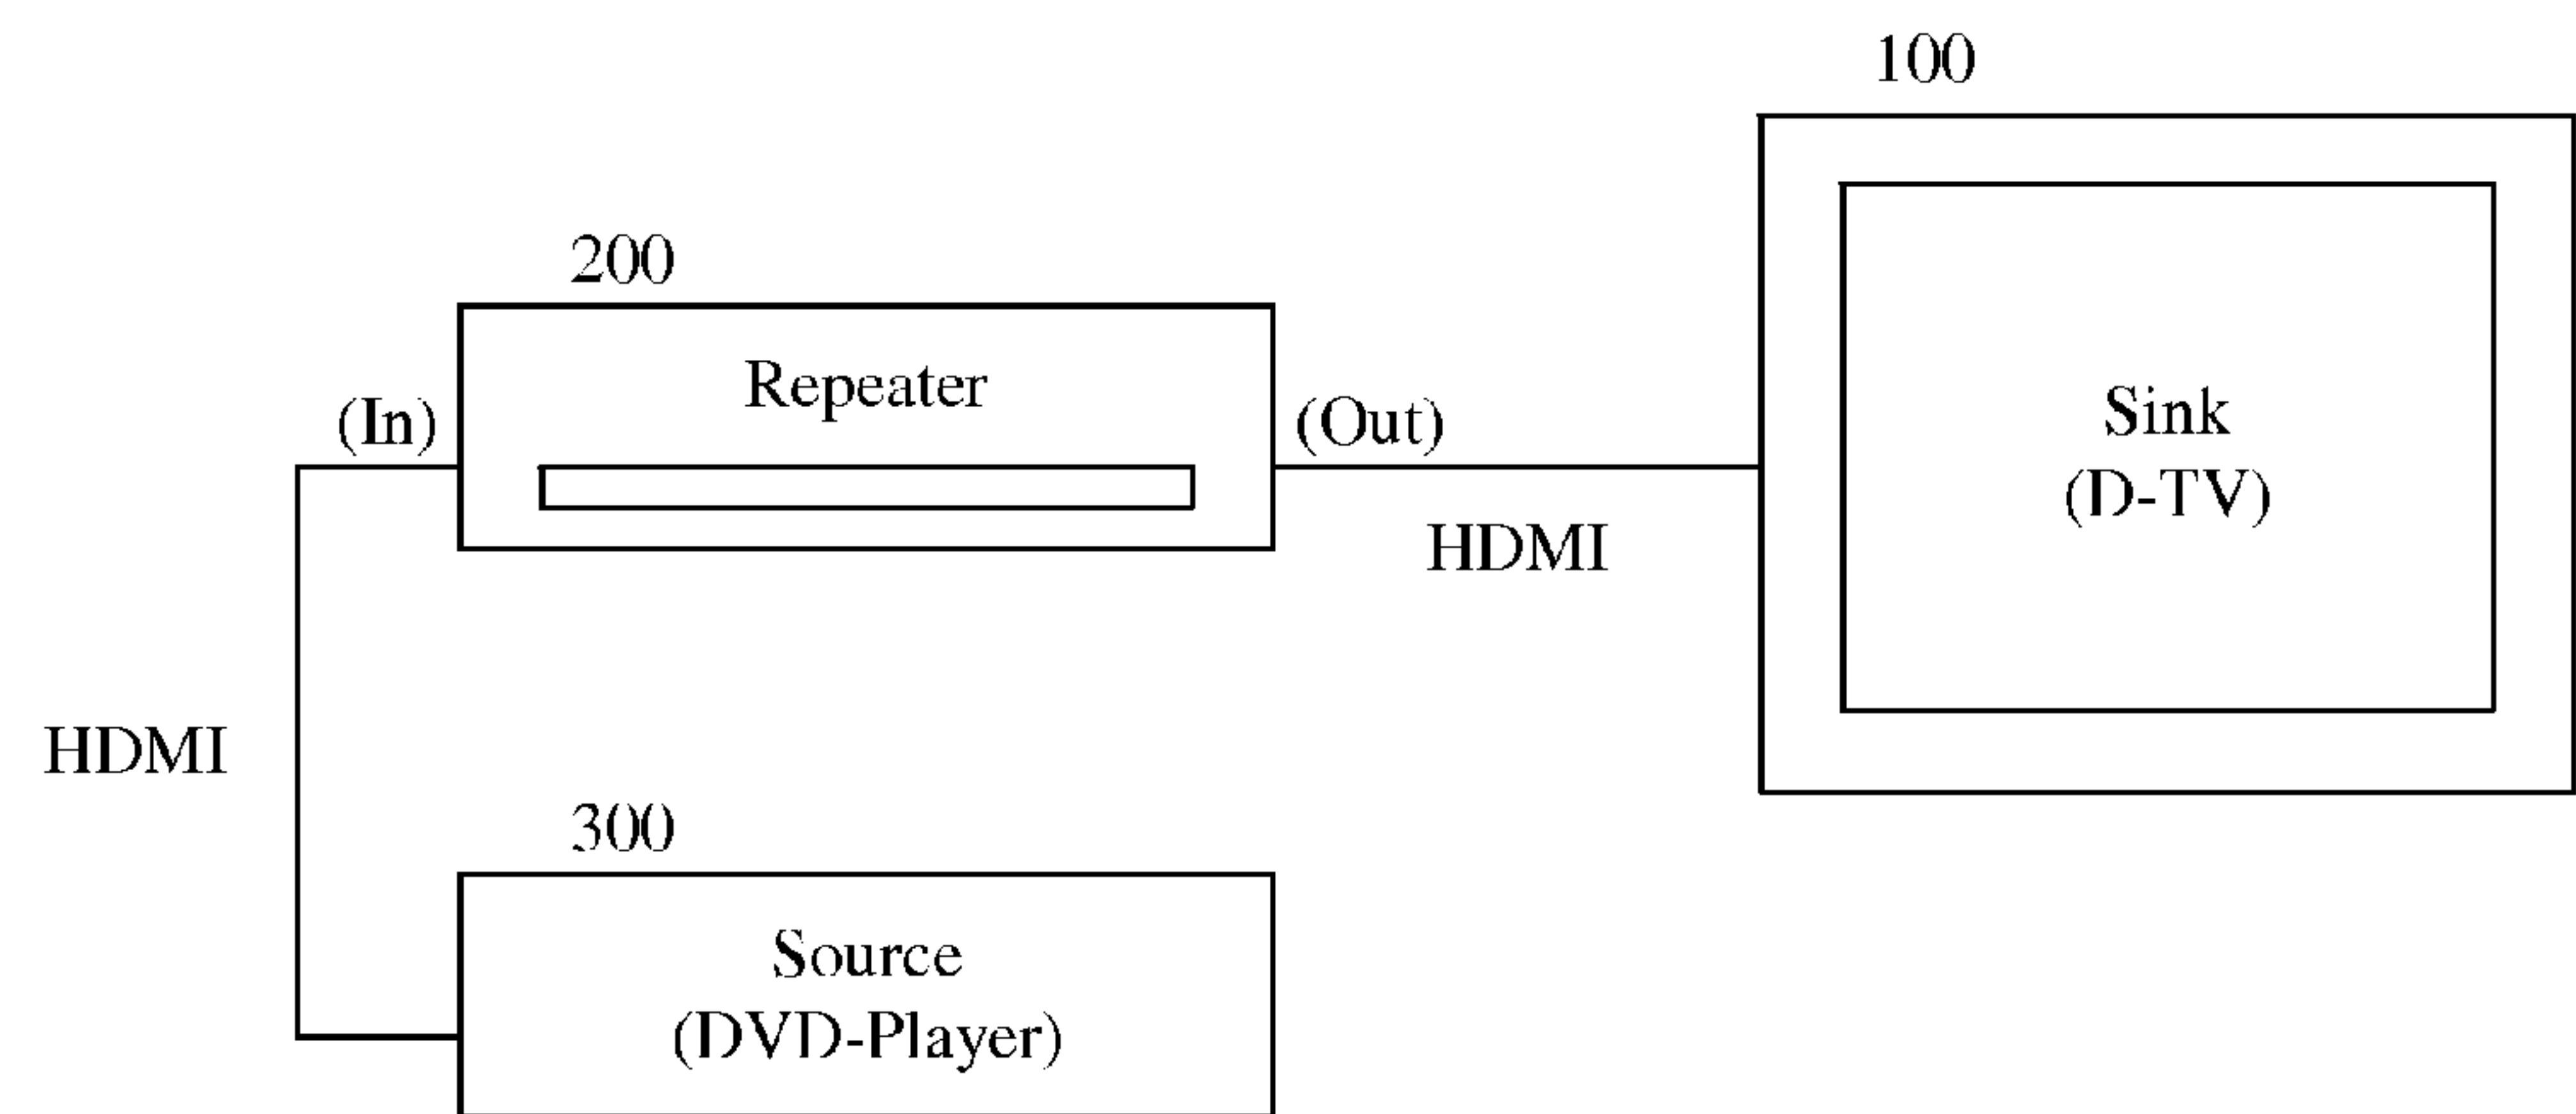 100
200
Repeater
(In)
(Out)
Sink
(D-TV)
HDMI
HDMI
300
Source
(DVD-Player)